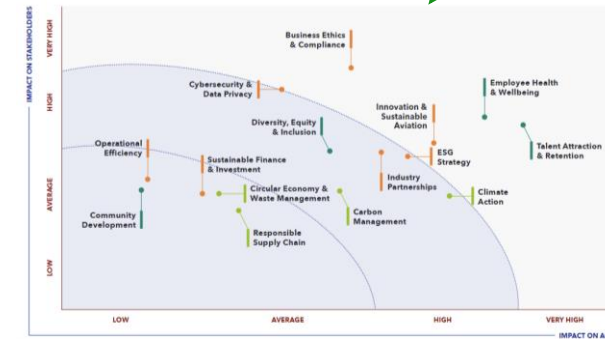 IMPACT ON STAKEHOLDERS
VERY HIGH
HIGH
AVERAGE
LOW
Business Ethics
& Compliance
Cybersecurity &
Data Privacy
Employee Health
& Wellbeing
Innovation &
Sustainable
Aviation
Diversity, Equity
& Inclusion
Talent Attraction
& Retention
Operational
Efficiency
ESG
Strategy
Sustainable Finance
& Investment
Industry
Partnerships
Circular Economy &
Waste Management
Climate
Action
Community
Development
Carbon
Management
Responsible
Supply Chain
LOW
AVERAGE
HIGH
VERY HIGH
IMPACT ON A